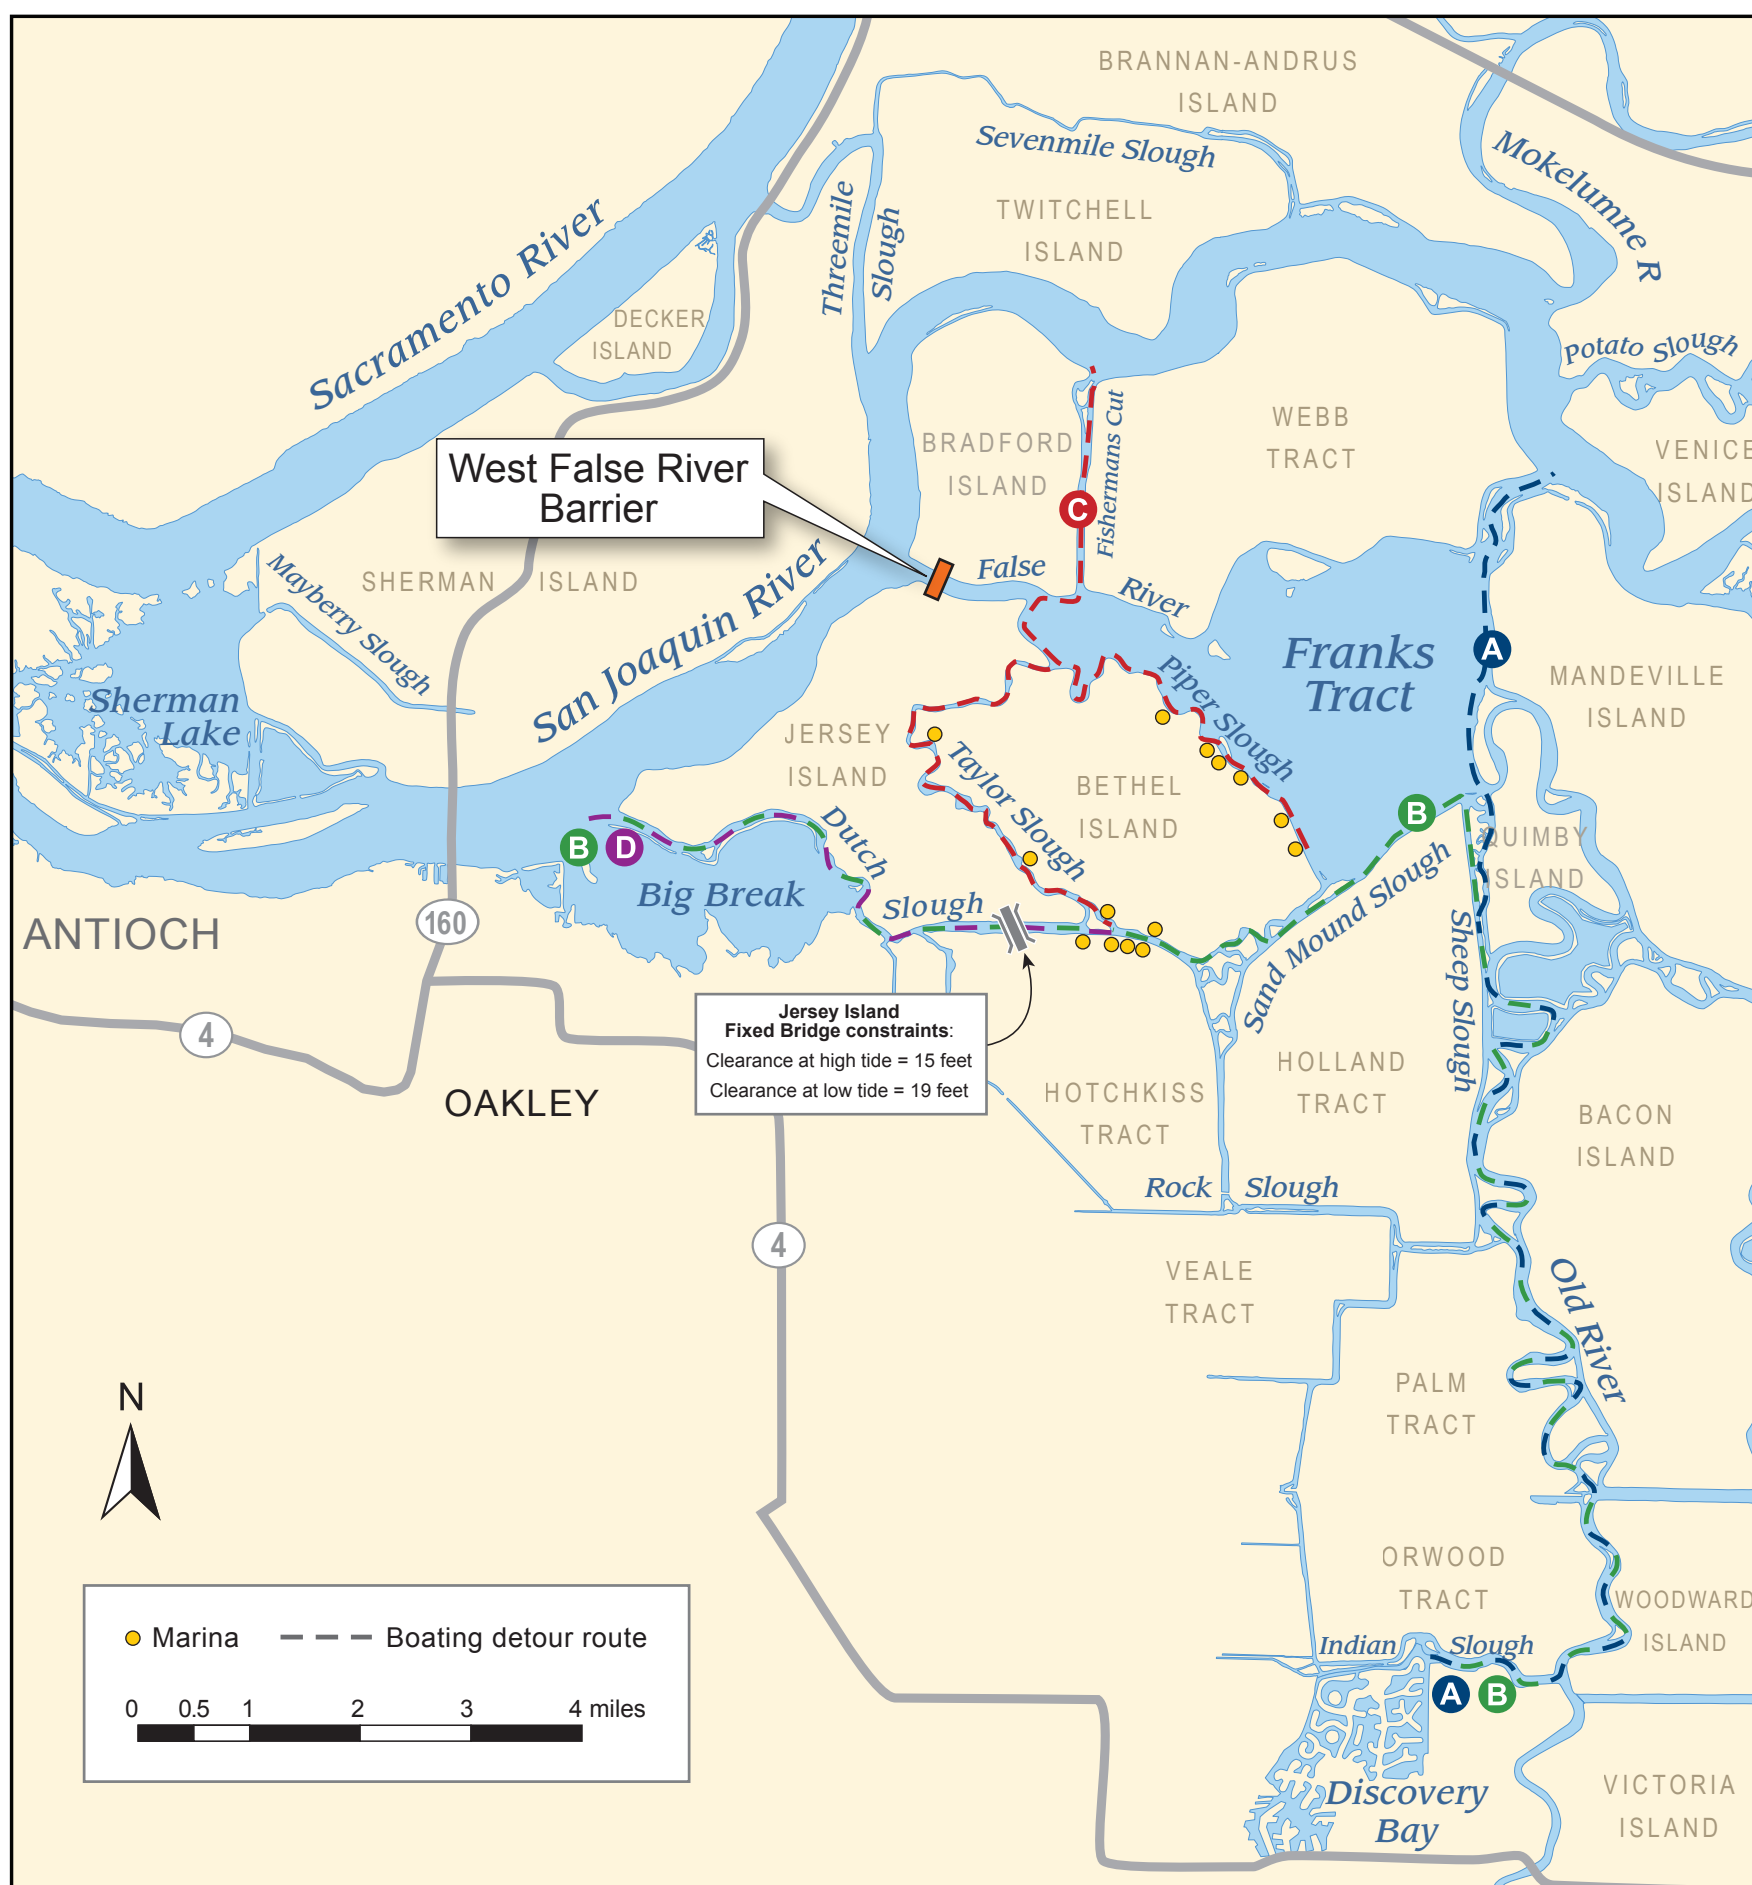 BRANNAN-ANDRUS
ISLAND
Sevenmile Slough
Mokelumne R
TWITCHELL
ISLAND
Threemile
Slough
Sacramento River
DECKER
ISLAND
Potato Slough
WEBB
TRACT
VENICE
ISLAND
BRADFORD
ISLAND
Fishermans Cut
C
West False River
Barrier
False
River
SHERMAN ISLAND
Mayberry Slough
San Joaquin River
Franks
Tract
A
MANDEVILLE
ISLAND
Sherman
Lake
Piper Slough
JERSEY
ISLAND
Taylor Slough
BETHEL
ISLAND
B
QUIMBY
ISLAND
B
D
Dutch
Slough
Big Break
Sand Mound Slough
Sheep Slough
ANTIOCH
160
4
Jersey Island
Fixed Bridge constraints:
Clearance at high tide = 15 feet
Clearance at low tide = 19 feet
OAKLEY
HOTCHKISS
TRACT
HOLLAND
TRACT
BACON
ISLAND
Rock Slough
4
VEALE
TRACT
Old River
PALM
TRACT
N
ORWOOD
TRACT
WOODWARD
ISLAND
Indian Slough
A
B
Discovery
Bay
VICTORIA
ISLAND
Marina
Boating detour route
0 0.5 1 2 3 4 miles